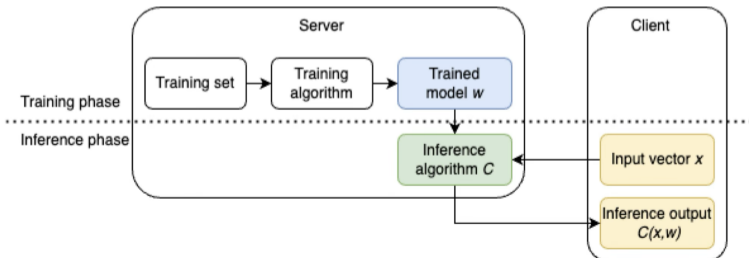 Server
Client
Training set
Training
algorithm
Trained
model w
Training phase
Inference phase
Inference
algorithm C
Input vector x
Inference output
C(x,w)